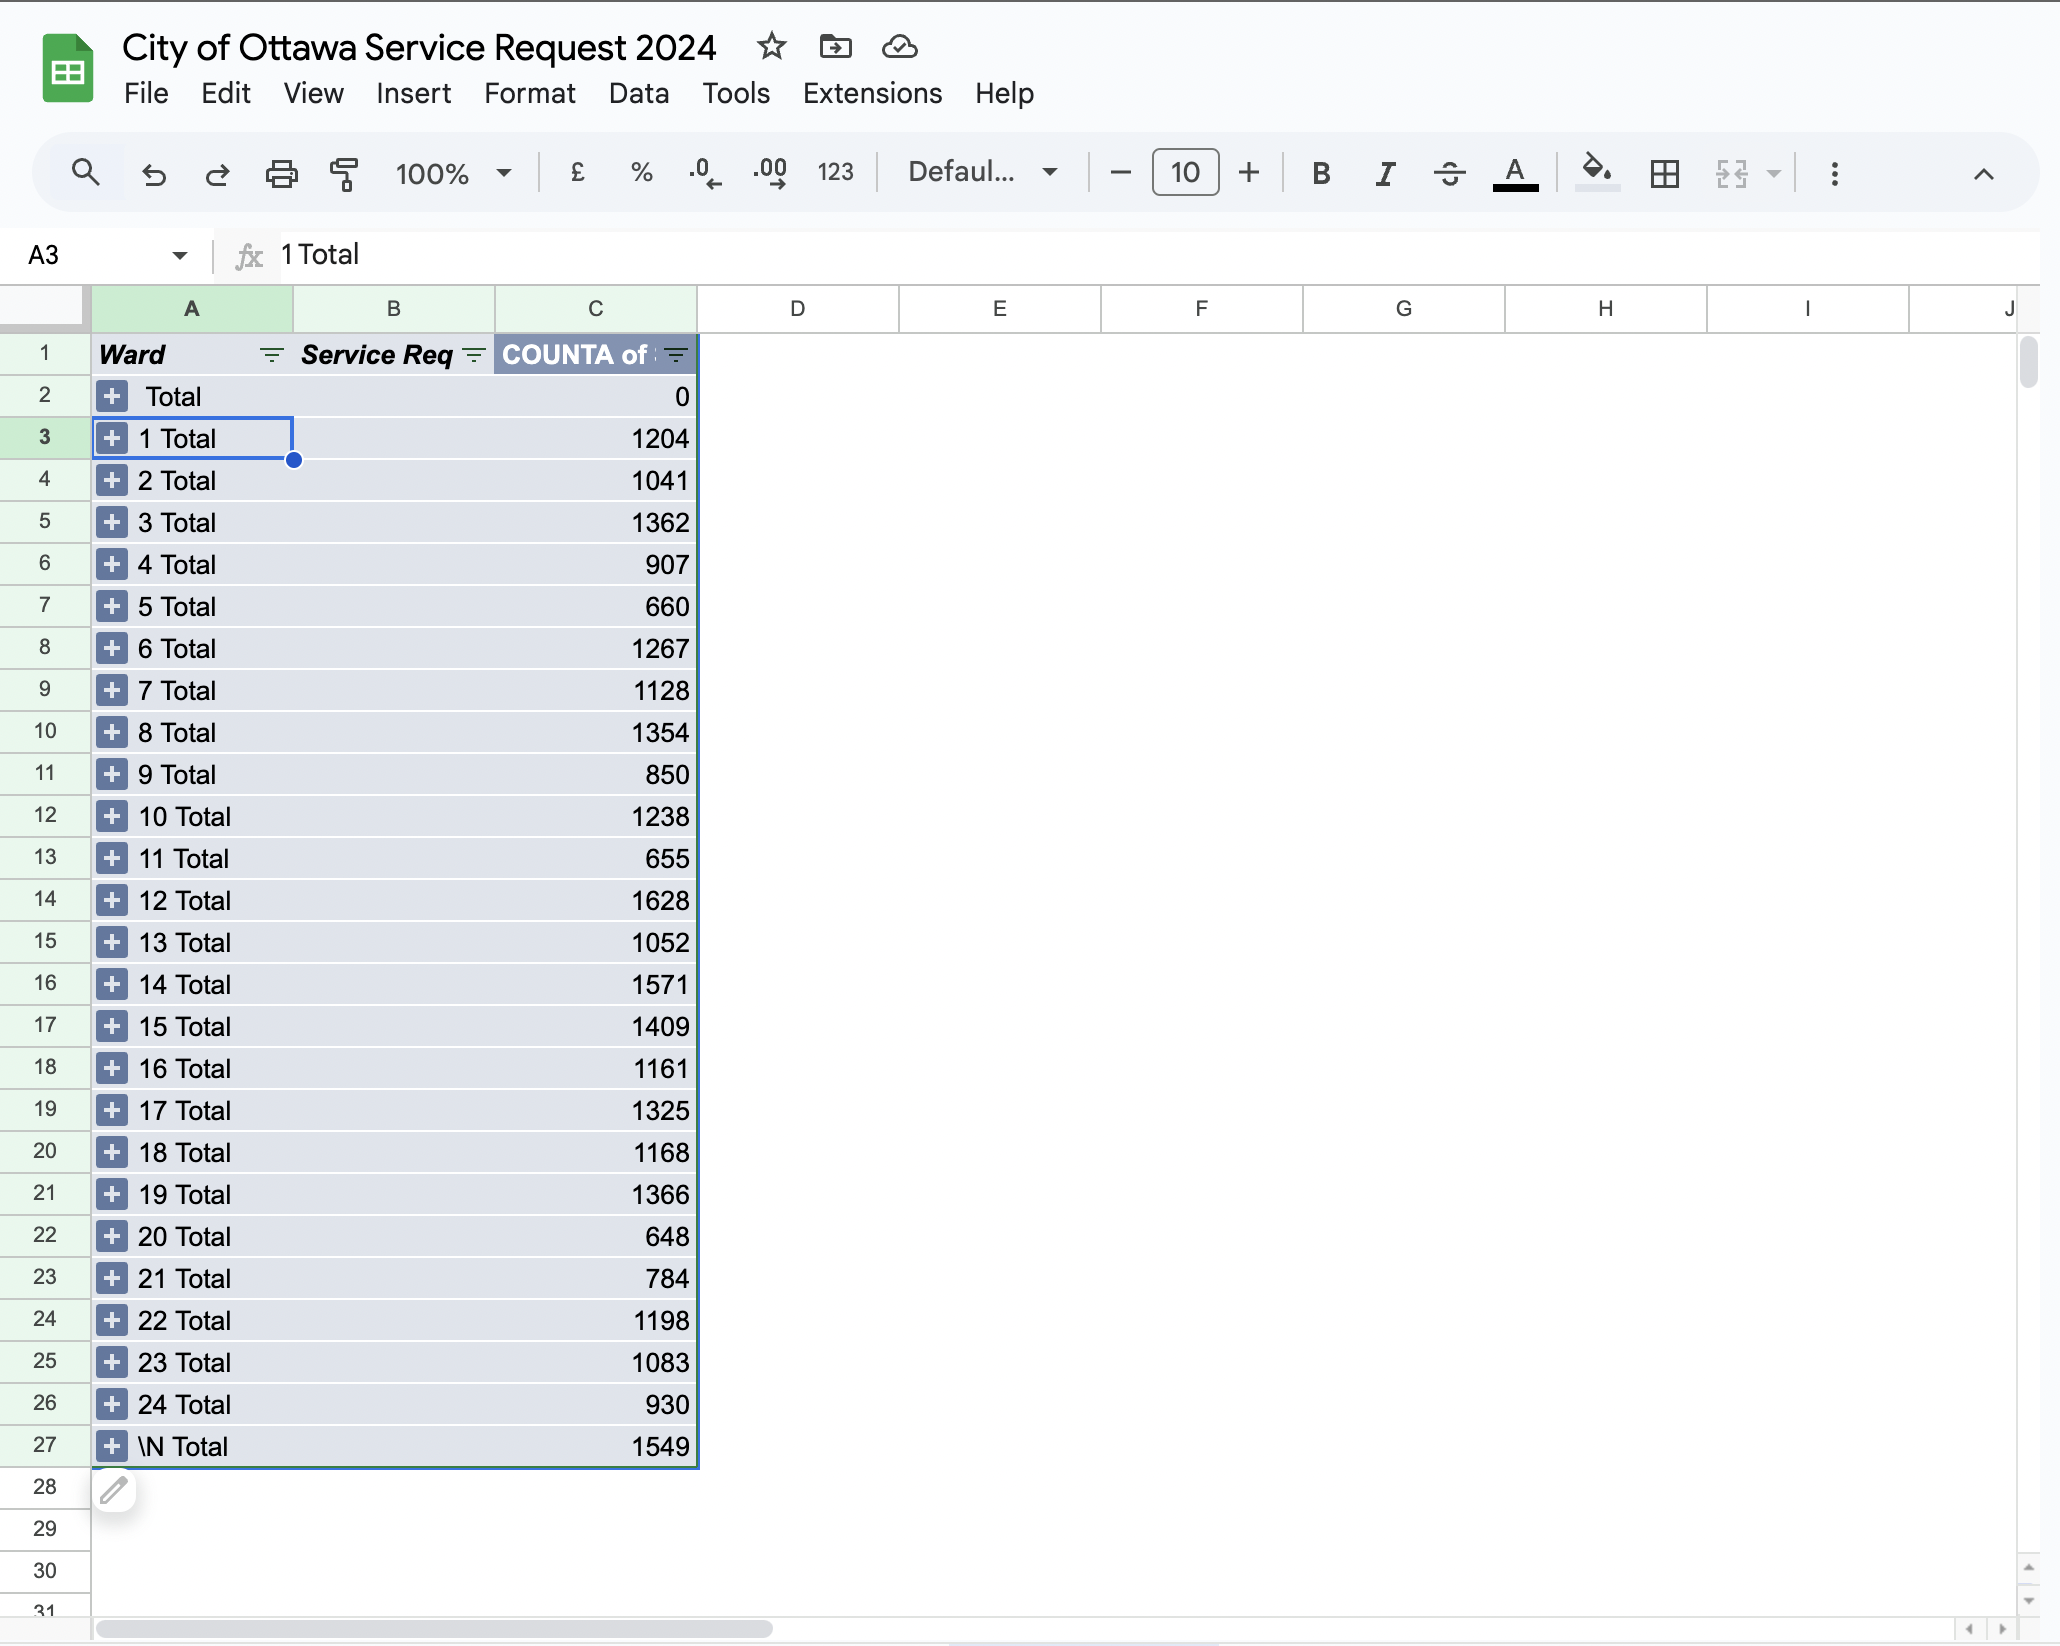 City of Ottawa Service Request 2024
File Edit View Insert Format Data Tools Extensions Help
100% £ % .0 .00 123 Defaul... 10 B I S A
A3 fx 1 Total
A B C D E F G H I J
1 Ward Service Req COUNTA of
2 Total 0
3 1 Total 1204
4 2 Total 1041
5 3 Total 1362
6 4 Total 907
7 5 Total 660
8 6 Total 1267
9 7 Total 1128
10 8 Total 1354
11 9 Total 850
12 10 Total 1238
13 11 Total 655
14 12 Total 1628
15 13 Total 1052
16 14 Total 1571
17 15 Total 1409
18 16 Total 1161
19 17 Total 1325
20 18 Total 1168
21 19 Total 1366
22 20 Total 648
23 21 Total 784
24 22 Total 1198
25 23 Total 1083
26 24 Total 930
27 \N Total 1549
28
29
30
31